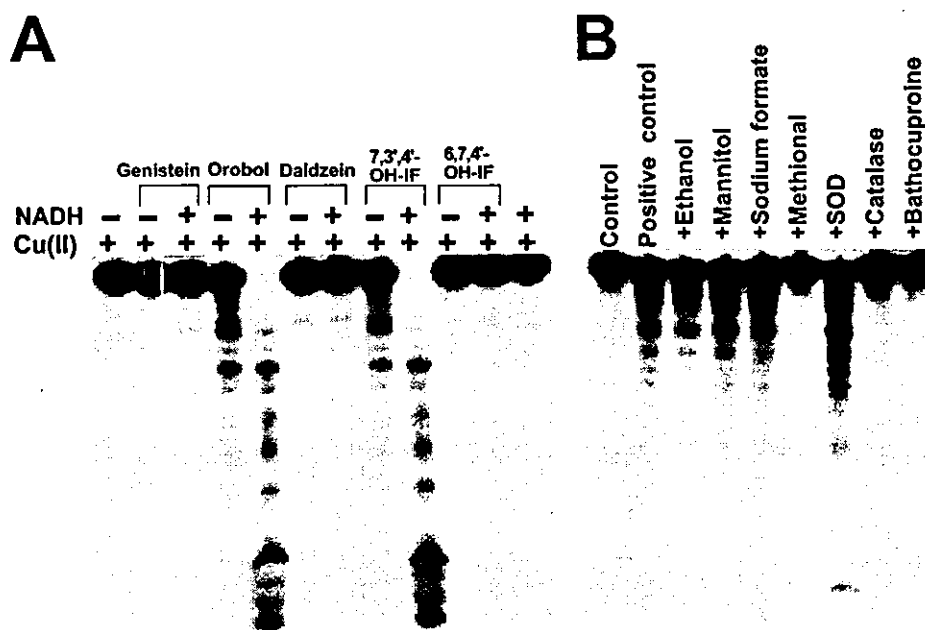 A
B
7,3',4'- 6,7,4'-
Genistein Orobol Daidzein OH-IF OH-IF
NADH − − + − + − + − + − + +
Cu(II) + + + + + + + + + + + +
Control
Positive control
+Ethanol
+Mannitol
+Sodium formate
+Methional
+SOD
+Catalase
+Bathocuproine